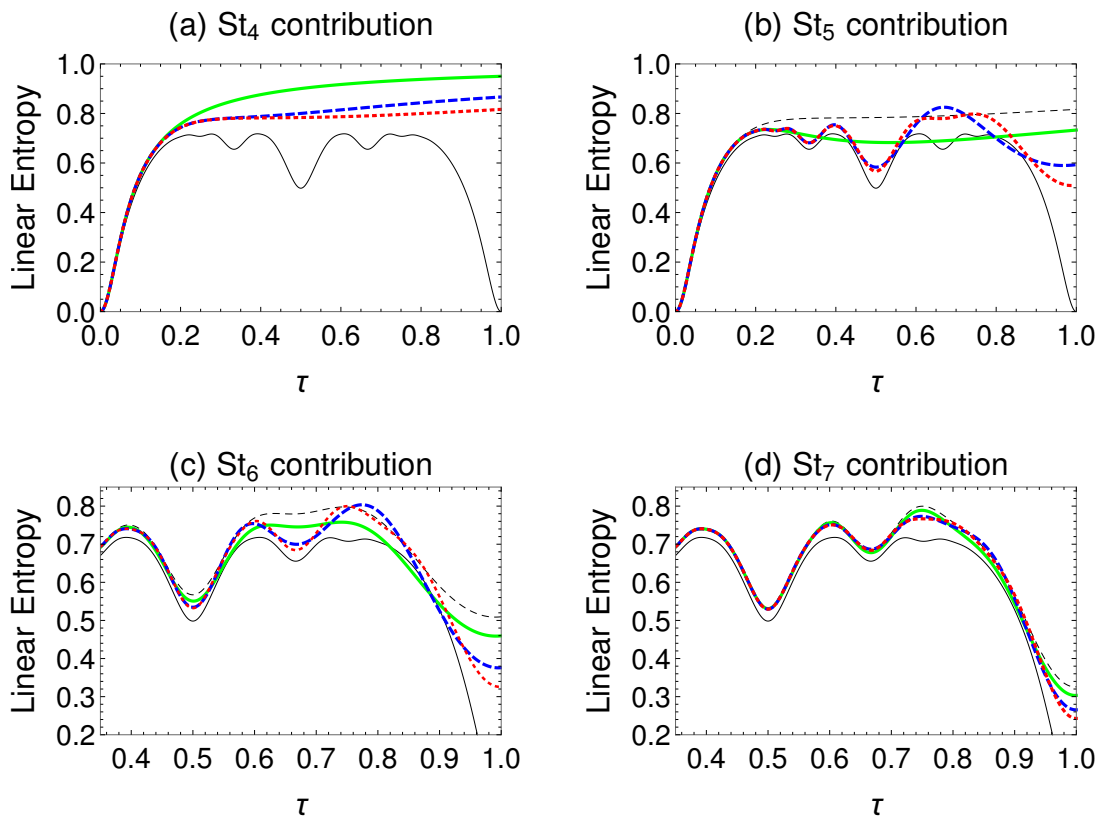 (a) St4 contribution
Linear Entropy
1.0
0.8
0.6
0.4
0.2
0.0
0.0 0.2 0.4 0.6 0.8 1.0
τ
(b) St5 contribution
Linear Entropy
1.0
0.8
0.6
0.4
0.2
0.0
0.0 0.2 0.4 0.6 0.8 1.0
τ
(c) St6 contribution
Linear Entropy
0.8
0.7
0.6
0.5
0.4
0.3
0.2
0.4 0.5 0.6 0.7 0.8 0.9 1.0
τ
(d) St7 contribution
Linear Entropy
0.8
0.7
0.6
0.5
0.4
0.3
0.2
0.4 0.5 0.6 0.7 0.8 0.9 1.0
τ